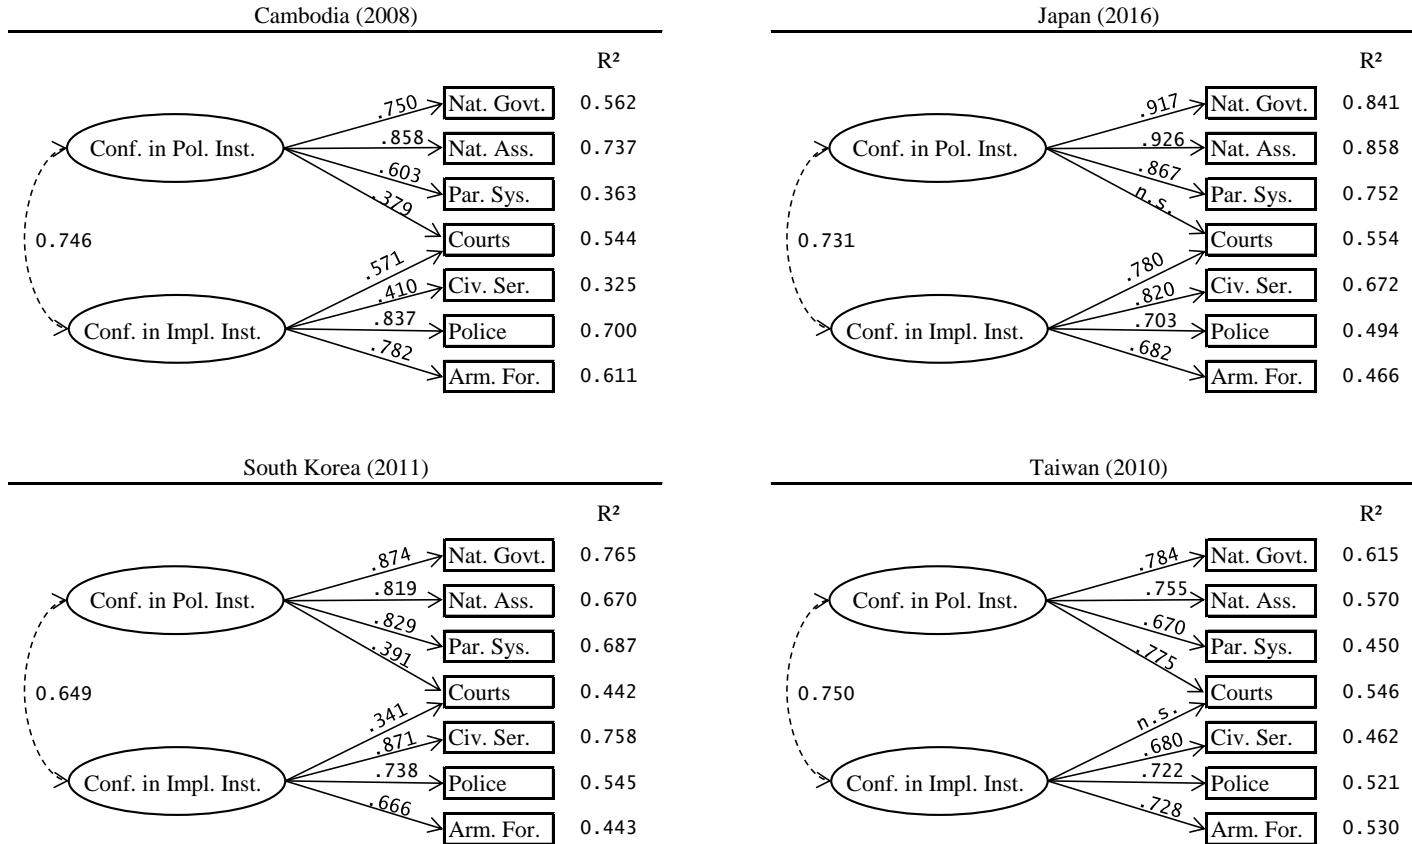 Cambodia (2008)
R²
.750 Nat. Govt. 0.562
Conf. in Pol. Inst. .858 Nat. Ass. 0.737
.603 Par. Sys. 0.363
.379
0.746 Courts 0.544
.571
.410 Civ. Ser. 0.325
Conf. in Impl. Inst. .837 Police 0.700
.782 Arm. For. 0.611
Japan (2016)
R²
.917 Nat. Govt. 0.841
Conf. in Pol. Inst. .926 Nat. Ass. 0.858
.867 Par. Sys. 0.752
n.s.
0.731 Courts 0.554
.780
.820 Civ. Ser. 0.672
Conf. in Impl. Inst. .703 Police 0.494
.682 Arm. For. 0.466
South Korea (2011)
R²
.874 Nat. Govt. 0.765
Conf. in Pol. Inst. .819 Nat. Ass. 0.670
.829 Par. Sys. 0.687
.391
0.649 Courts 0.442
.341
.871 Civ. Ser. 0.758
Conf. in Impl. Inst. .738 Police 0.545
.666 Arm. For. 0.443
Taiwan (2010)
R²
.784 Nat. Govt. 0.615
Conf. in Pol. Inst. .755 Nat. Ass. 0.570
.670 Par. Sys. 0.450
.775
0.750 Courts 0.546
n.s.
.680 Civ. Ser. 0.462
Conf. in Impl. Inst. .722 Police 0.521
.728 Arm. For. 0.530